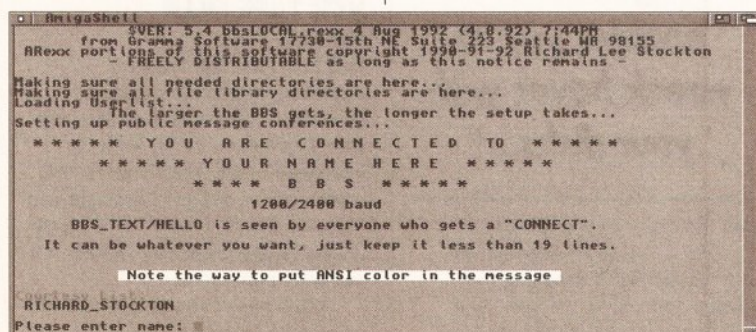 AmigaShell
$VER: 5.4 bbsLOCAL.rexx 4 Aug 1992 (4.8.92) 7:44PM
from Gramma Software 17730-15th NE Suite 223 Seattle WA 98155
ARexx portions of this software copyright 1990-91-92 Richard Lee Stockton
- FREELY DISTRIBUTABLE as long as this notice remains -
Making sure all needed directories are here...
Making sure all file library directories are here...
Loading Userlist...
The larger the BBS gets, the longer the setup takes...
Setting up public message conferences...
* * * * * Y O U A R E C O N N E C T E D TO * * * * *
* * * * * Y O U R N A M E H E R E * * * * *
* * * * B B S * * * * *
1200/2400 baud
BBS_TEXT/HELLO is seen by everyone who gets a "CONNECT".
It can be whatever you want, just keep it less than 19 lines.
Note the way to put ANSI color in the message
RICHARD_STOCKTON
Please enter name: